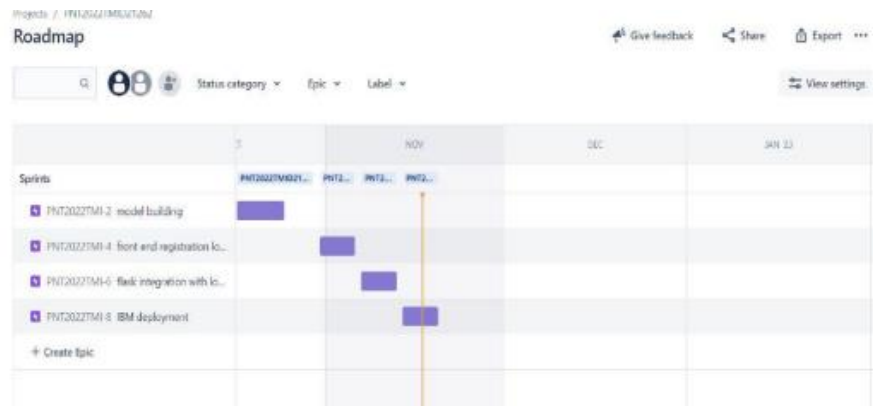 Projects / PNT2022TMID21262
Roadmap
Give feedback
Share
Export
Status category
Epic
Label
View settings
T
NOV
DEC
JAN 23
Sprints
PNT2022TMID21...
PNT2...
PNT2...
PNT2...
PNT2022TMI-2 model building
PNT2022TMI-4 front end registration lo...
PNT2022TMI-6 flask integration with lo...
PNT2022TMI-8 IBM deployment
+ Create Epic